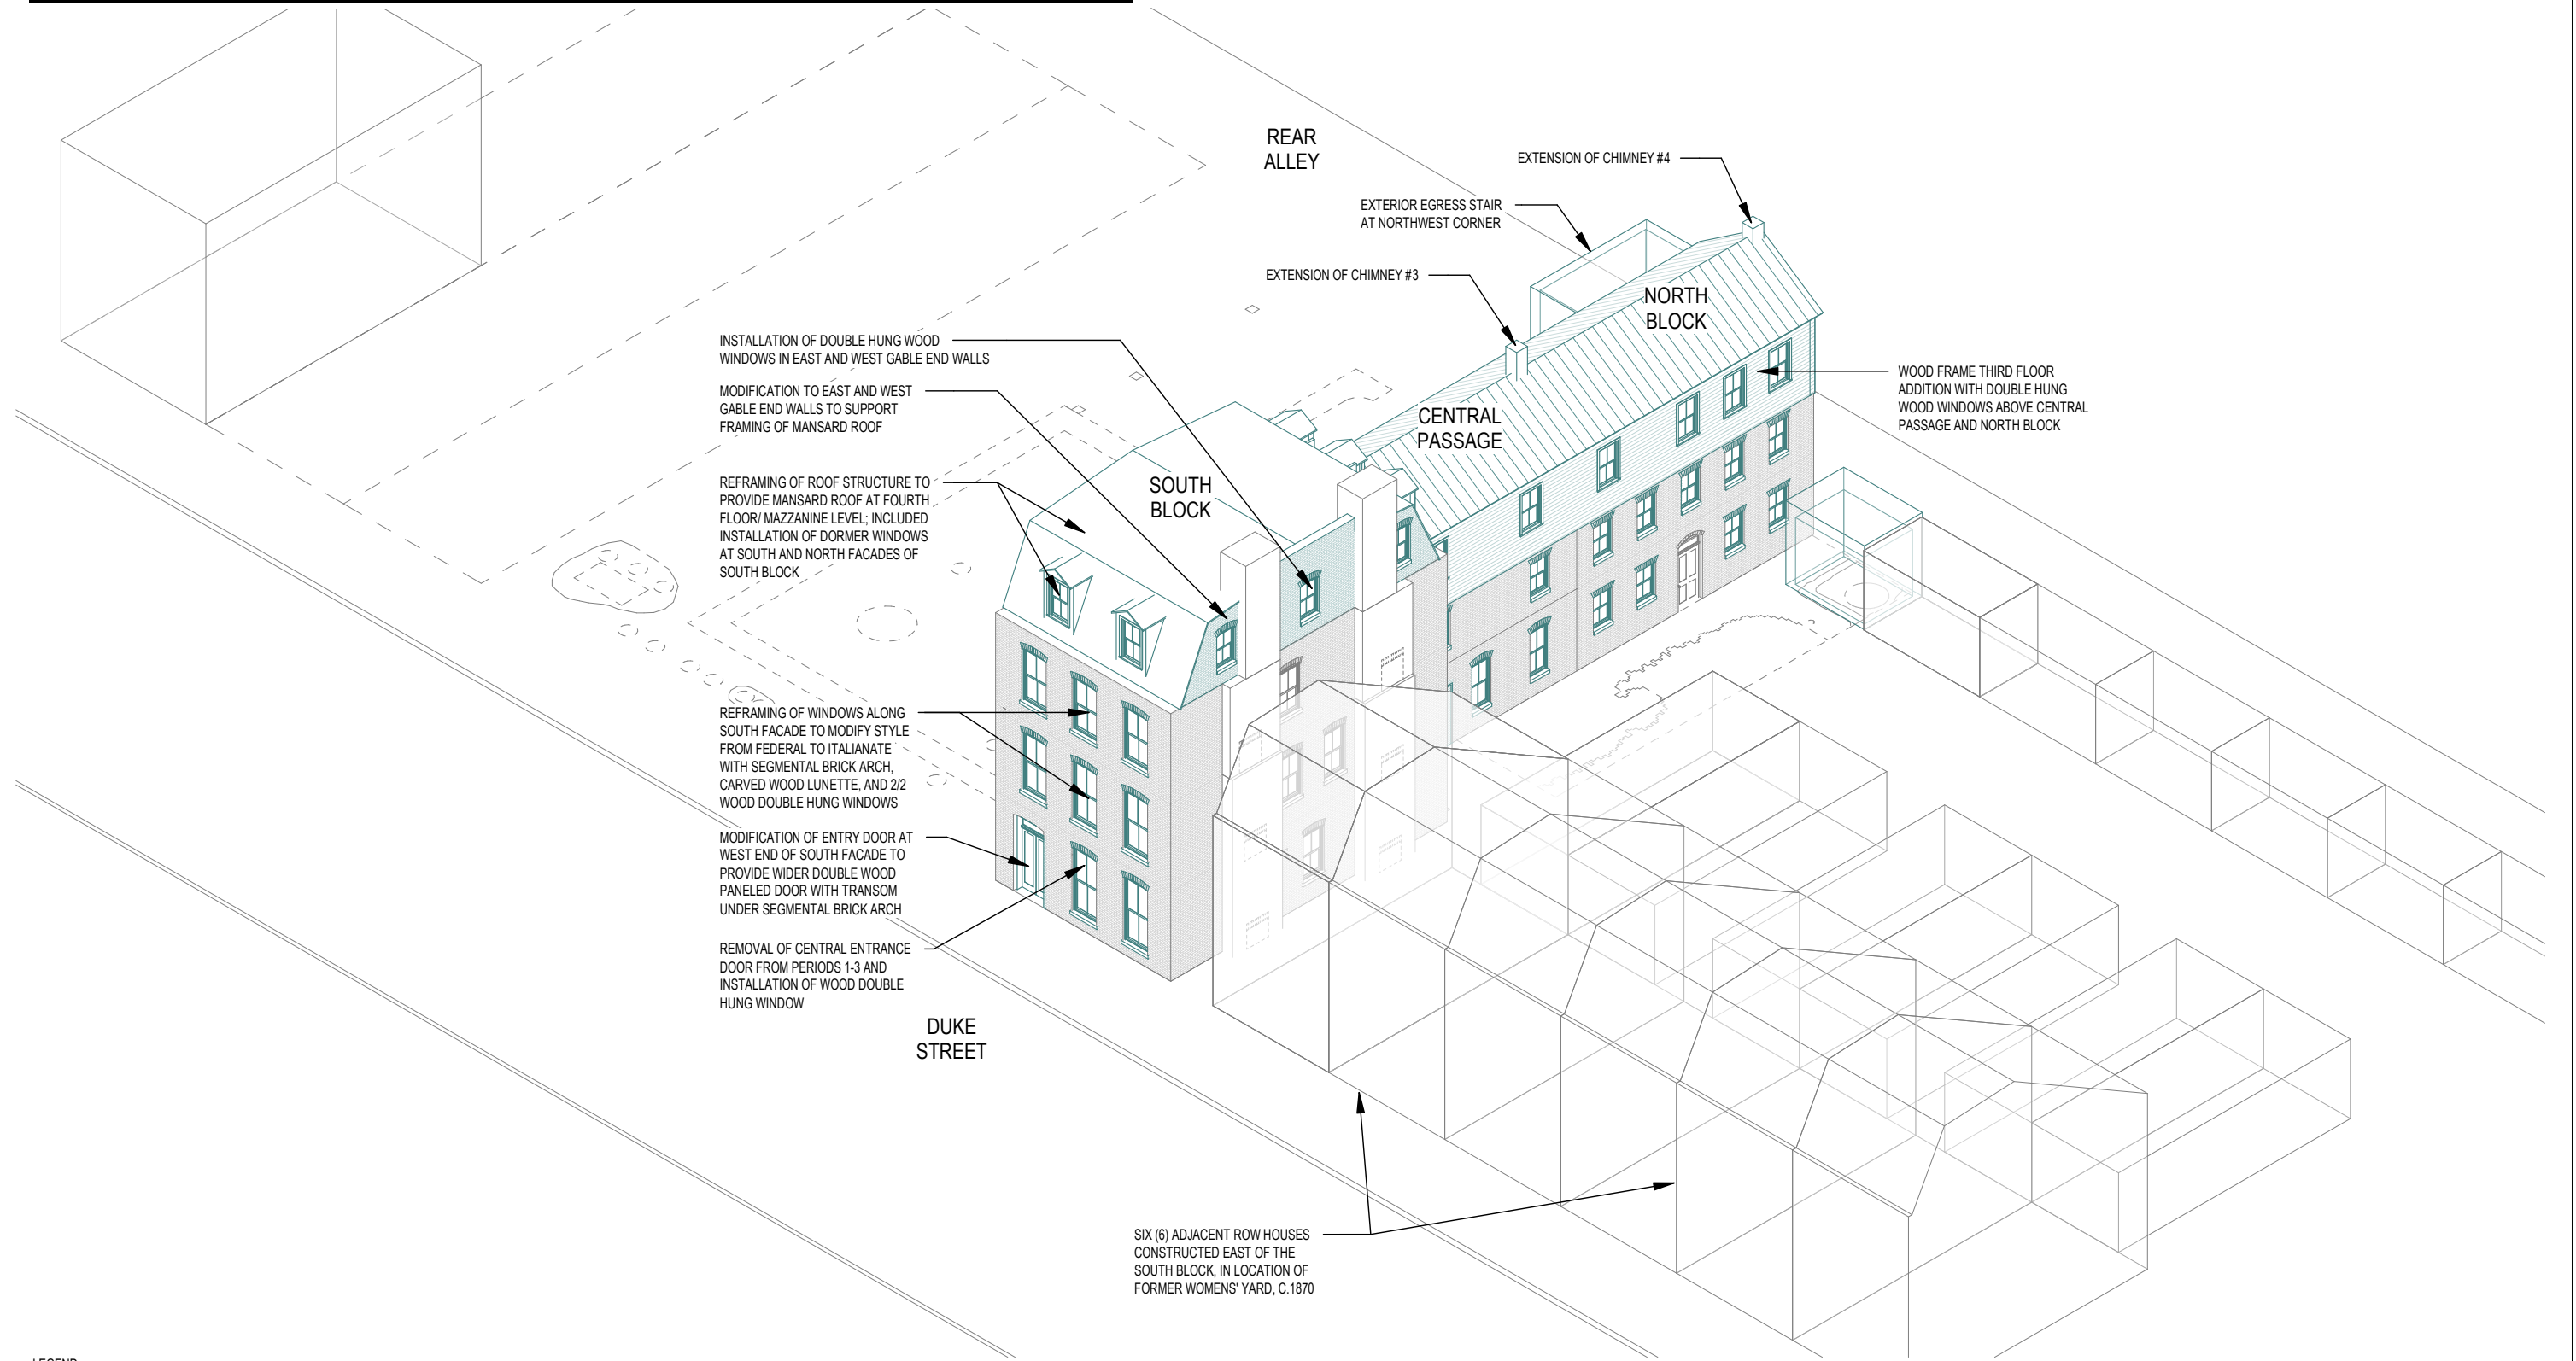 REAR
ALLEY
EXTENSION OF CHIMNEY #4
EXTERIOR EGRESS STAIR
AT NORTHWEST CORNER
EXTENSION OF CHIMNEY #3
NORTH
BLOCK
INSTALLATION OF DOUBLE HUNG WOOD
WINDOWS IN EAST AND WEST GABLE END WALLS
MODIFICATION TO EAST AND WEST
GABLE END WALLS TO SUPPORT
FRAMING OF MANSARD ROOF
WOOD FRAME THIRD FLOOR
ADDITION WITH DOUBLE HUNG
WOOD WINDOWS ABOVE CENTRAL
PASSAGE AND NORTH BLOCK
CENTRAL
PASSAGE
REFRAMING OF ROOF STRUCTURE TO
PROVIDE MANSARD ROOF AT FOURTH
FLOOR/ MAZZANINE LEVEL; INCLUDED
INSTALLATION OF DORMER WINDOWS
AT SOUTH AND NORTH FACADES OF
SOUTH BLOCK
SOUTH
BLOCK
REFRAMING OF WINDOWS ALONG
SOUTH FACADE TO MODIFY STYLE
FROM FEDERAL TO ITALIANATE
WITH SEGMENTAL BRICK ARCH,
CARVED WOOD LUNETTE, AND 2/2
WOOD DOUBLE HUNG WINDOWS
MODIFICATION OF ENTRY DOOR AT
WEST END OF SOUTH FACADE TO
PROVIDE WIDER DOUBLE WOOD
PANELED DOOR WITH TRANSOM
UNDER SEGMENTAL BRICK ARCH
REMOVAL OF CENTRAL ENTRANCE
DOOR FROM PERIODS 1-3 AND
INSTALLATION OF WOOD DOUBLE
HUNG WINDOW
DUKE
STREET
SIX (6) ADJACENT ROW HOUSES
CONSTRUCTED EAST OF THE
SOUTH BLOCK, IN LOCATION OF
FORMER WOMENS' YARD, C.1870
LEGEND